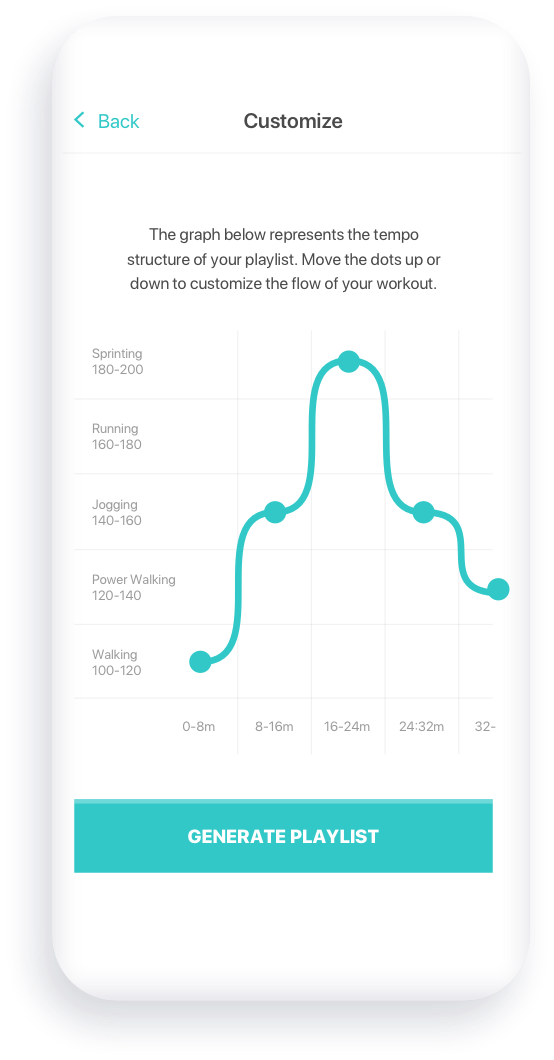 Back
Customize
The graph below represents the tempo
structure of your playlist. Move the dots up or
down to customize the flow of your workout.
Sprinting
180-200
Running
160-180
Jogging
140-160
Power Walking
120-140
Walking
100-120
0-8m
8-16m
16-24m
24:32m
32-
GENERATE PLAYLIST